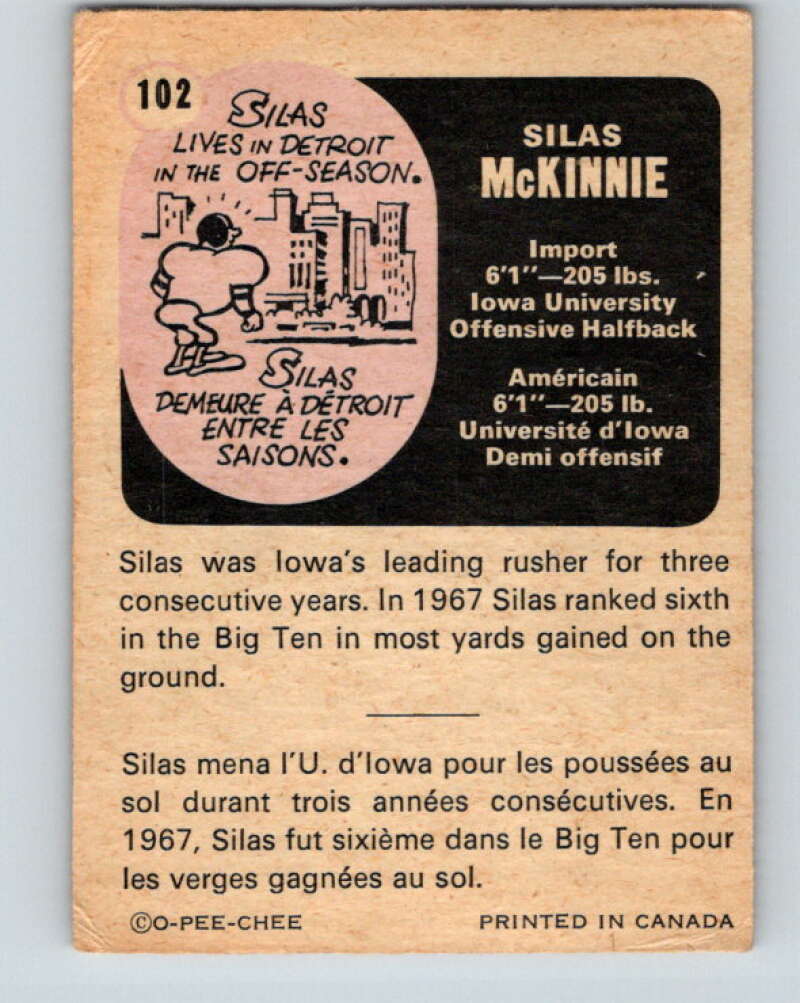 102
SILAS
LIVES IN DETROIT
IN THE OFF-SEASON.
SILAS
DEMEURE À DÉTROIT
ENTRE LES
SAISONS.
SILAS
McKINNIE
Import
6'1"—205 lbs.
Iowa University
Offensive Halfback
Américain
6'1"—205 lb.
Université d'Iowa
Demi offensif
Silas was Iowa's leading rusher for three
consecutive years. In 1967 Silas ranked sixth
in the Big Ten in most yards gained on the
ground.
Silas mena l'U. d'Iowa pour les poussées au
sol durant trois années consécutives. En
1967, Silas fut sixième dans le Big Ten pour
les verges gagnées au sol.
©O-PEE-CHEE PRINTED IN CANADA